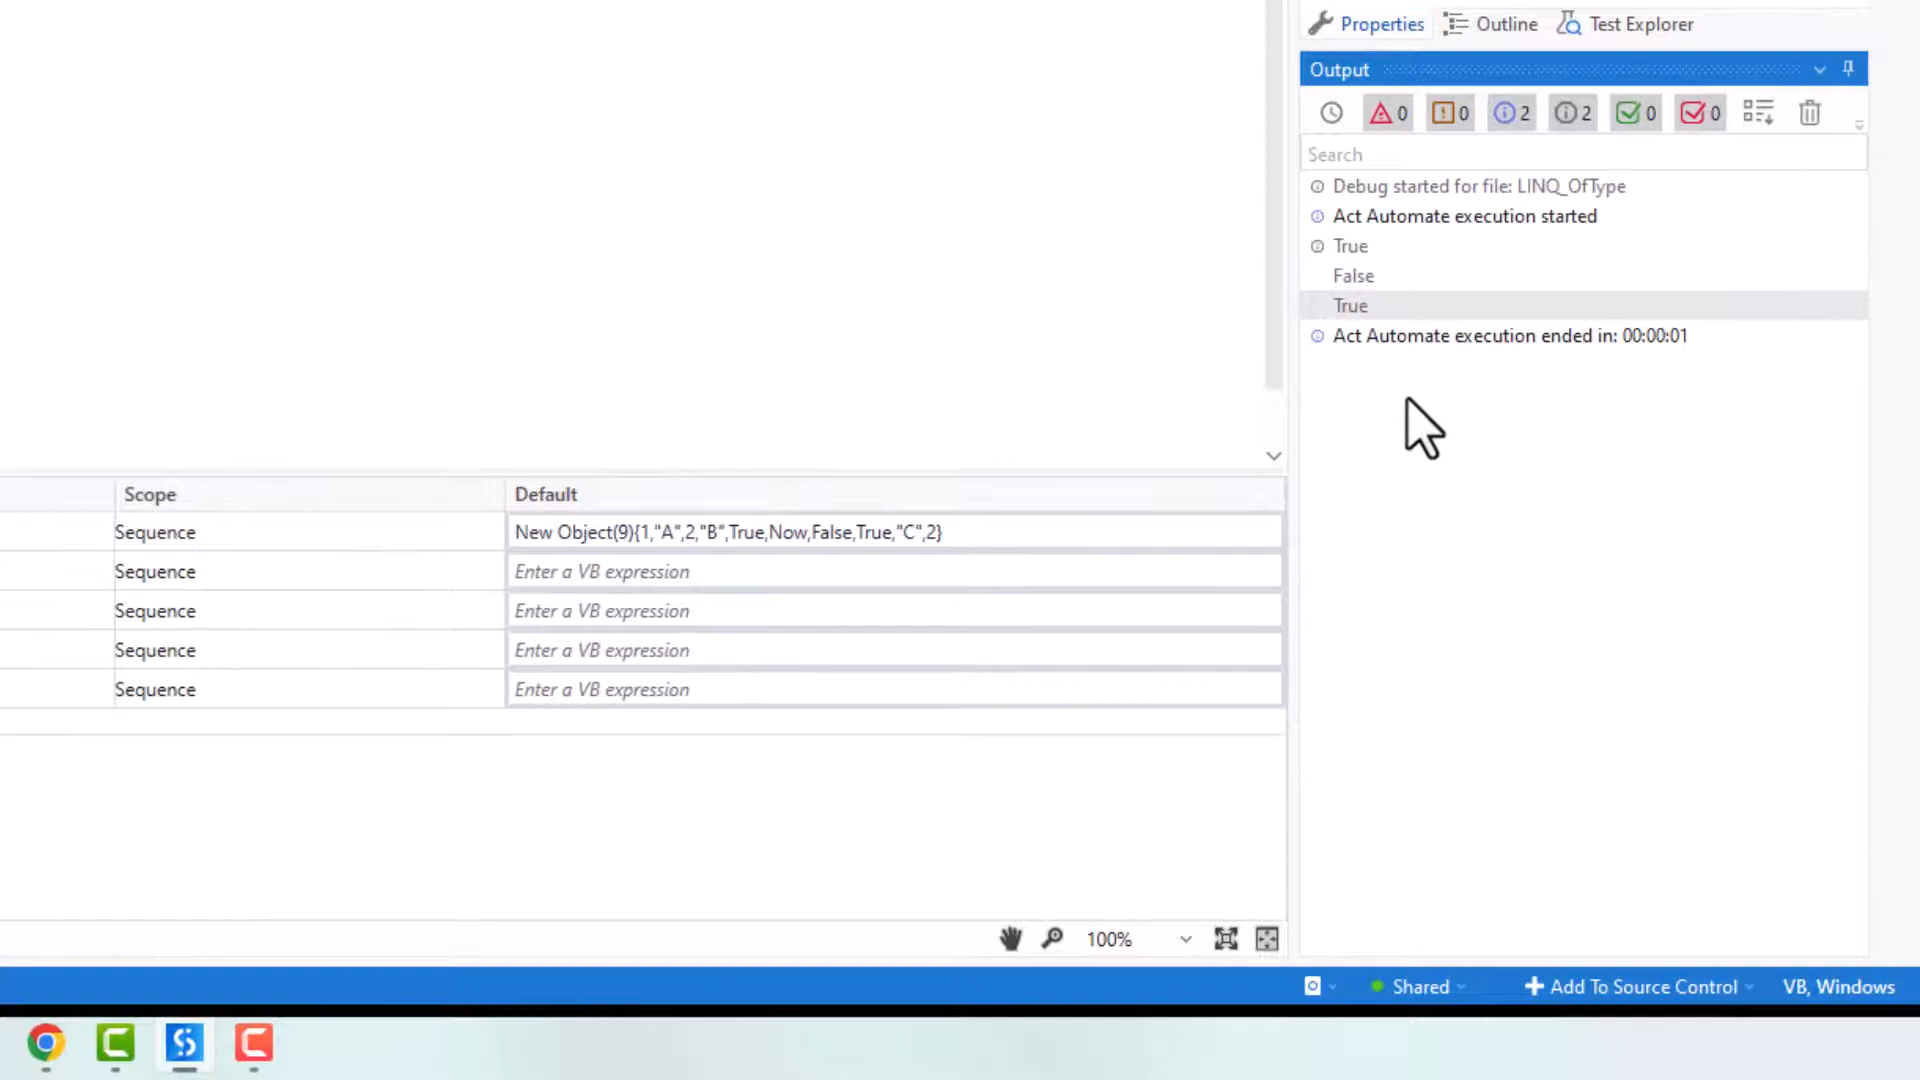 Properties Outline Test Explorer
Output
0 0 2 2 0 0
Search
Debug started for file: LINQ_OfType
Act Automate execution started
True
False
True
Act Automate execution ended in: 00:00:01
Scope Default
Sequence New Object(9){1,"A",2,"B",True,Now,False,True,"C",2}
Sequence Enter a VB expression
Sequence Enter a VB expression
Sequence Enter a VB expression
Sequence Enter a VB expression
100%
Shared Add To Source Control VB, Windows